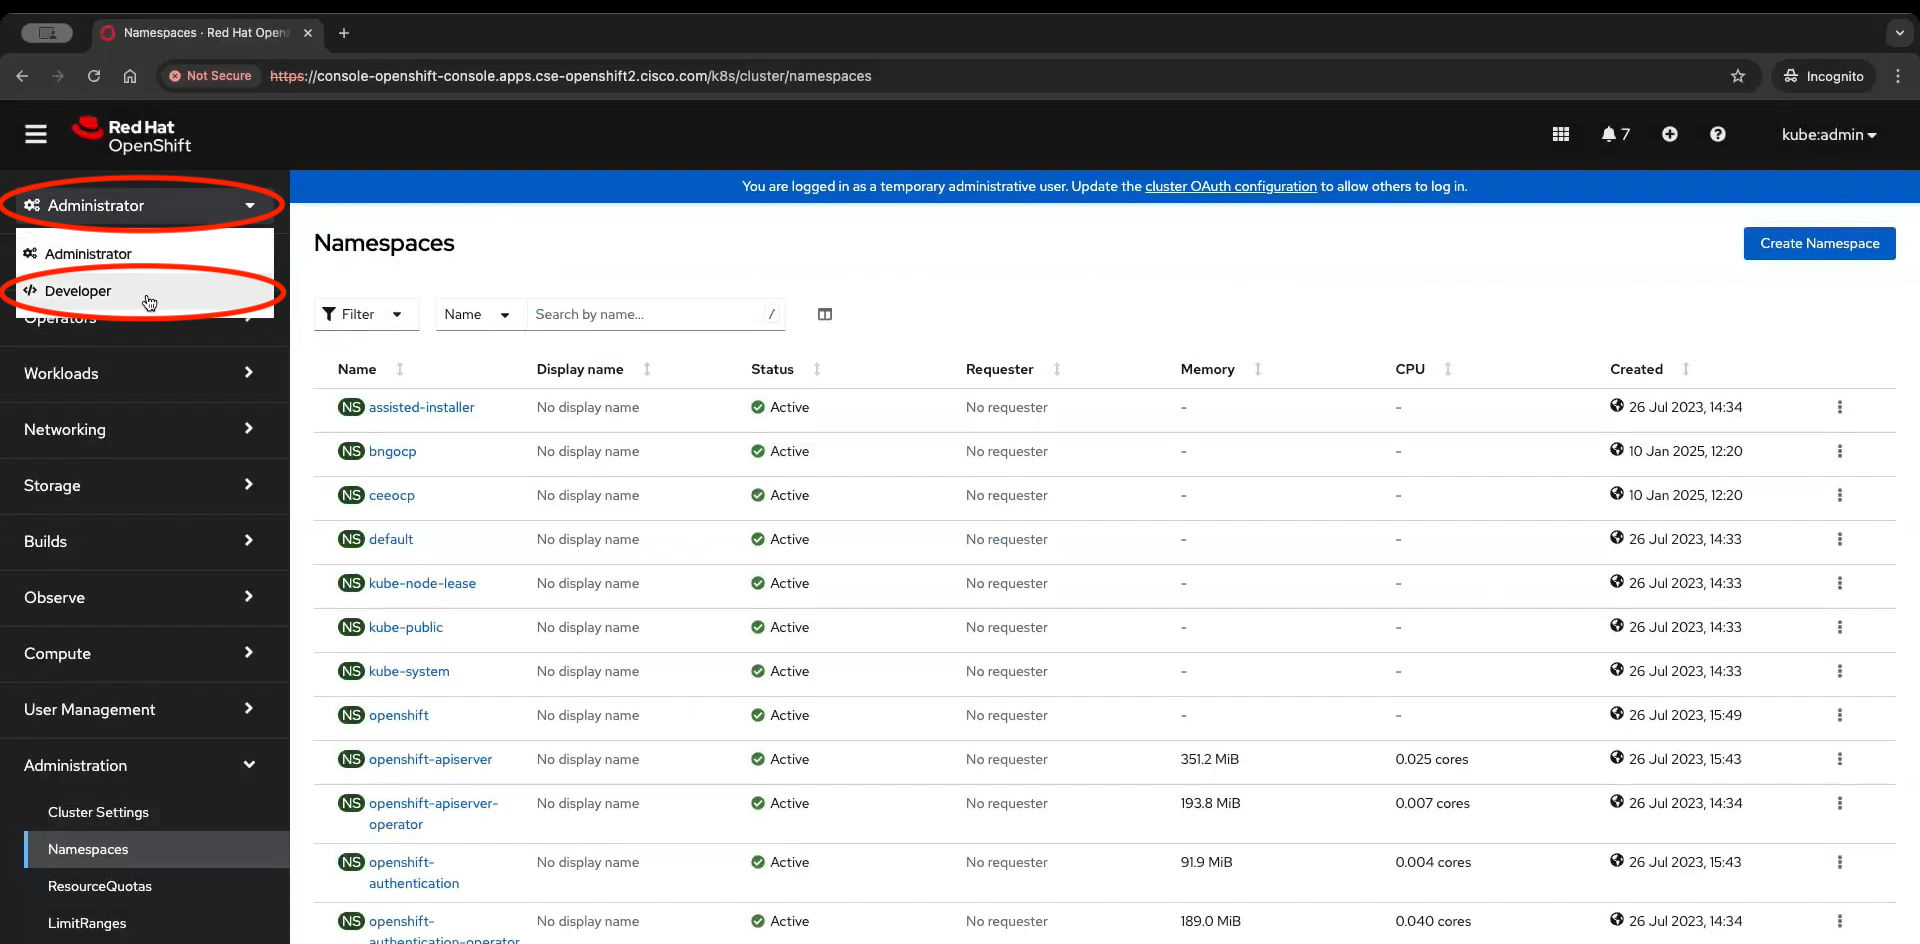 Namespaces · Red Hat Open
Not Secure https://console-openshift-console.apps.cse-openshift2.cisco.com/k8s/cluster/namespaces Incognito
Red Hat
OpenShift
7 kube:admin
You are logged in as a temporary administrative user. Update the cluster OAuth configuration to allow others to log in.
Administrator
Administrator
Developer
Operators
Workloads
Networking
Storage
Builds
Observe
Compute
User Management
Administration
Cluster Settings
Namespaces
ResourceQuotas
LimitRanges
Namespaces
Create Namespace
Filter Name Search by name... /
Name Display name Status Requester Memory CPU Created
NS assisted-installer No display name Active No requester - - 26 Jul 2023, 14:34
NS bngocp No display name Active No requester - - 10 Jan 2025, 12:20
NS ceeocp No display name Active No requester - - 10 Jan 2025, 12:20
NS default No display name Active No requester - - 26 Jul 2023, 14:33
NS kube-node-lease No display name Active No requester - - 26 Jul 2023, 14:33
NS kube-public No display name Active No requester - - 26 Jul 2023, 14:33
NS kube-system No display name Active No requester - - 26 Jul 2023, 14:33
NS openshift No display name Active No requester - - 26 Jul 2023, 15:49
NS openshift-apiserver No display name Active No requester 351.2 MiB 0.025 cores 26 Jul 2023, 15:43
NS openshift-apiserver- No display name Active No requester 193.8 MiB 0.007 cores 26 Jul 2023, 14:34
operator
NS openshift- No display name Active No requester 91.9 MiB 0.004 cores 26 Jul 2023, 15:43
authentication
NS openshift- No display name Active No requester 189.0 MiB 0.040 cores 26 Jul 2023, 14:34
authentication-operator